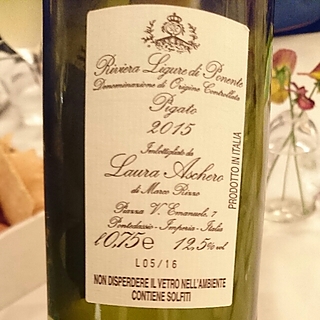 Riviera Ligure di Ponente
Denominazione di Origine Controllata
Pigato
2015
Imbottigliato da
Laura Aschero
di Marco Rizzo
Piazza V. Emanuele, 7
Pontedassio - Imperia - Italia
l 0,75 e 12,5% vol
L05/16
NON DISPERDERE IL VETRO NELL'AMBIENTE
CONTIENE SOLFITI
PRODOTTO IN ITALIA